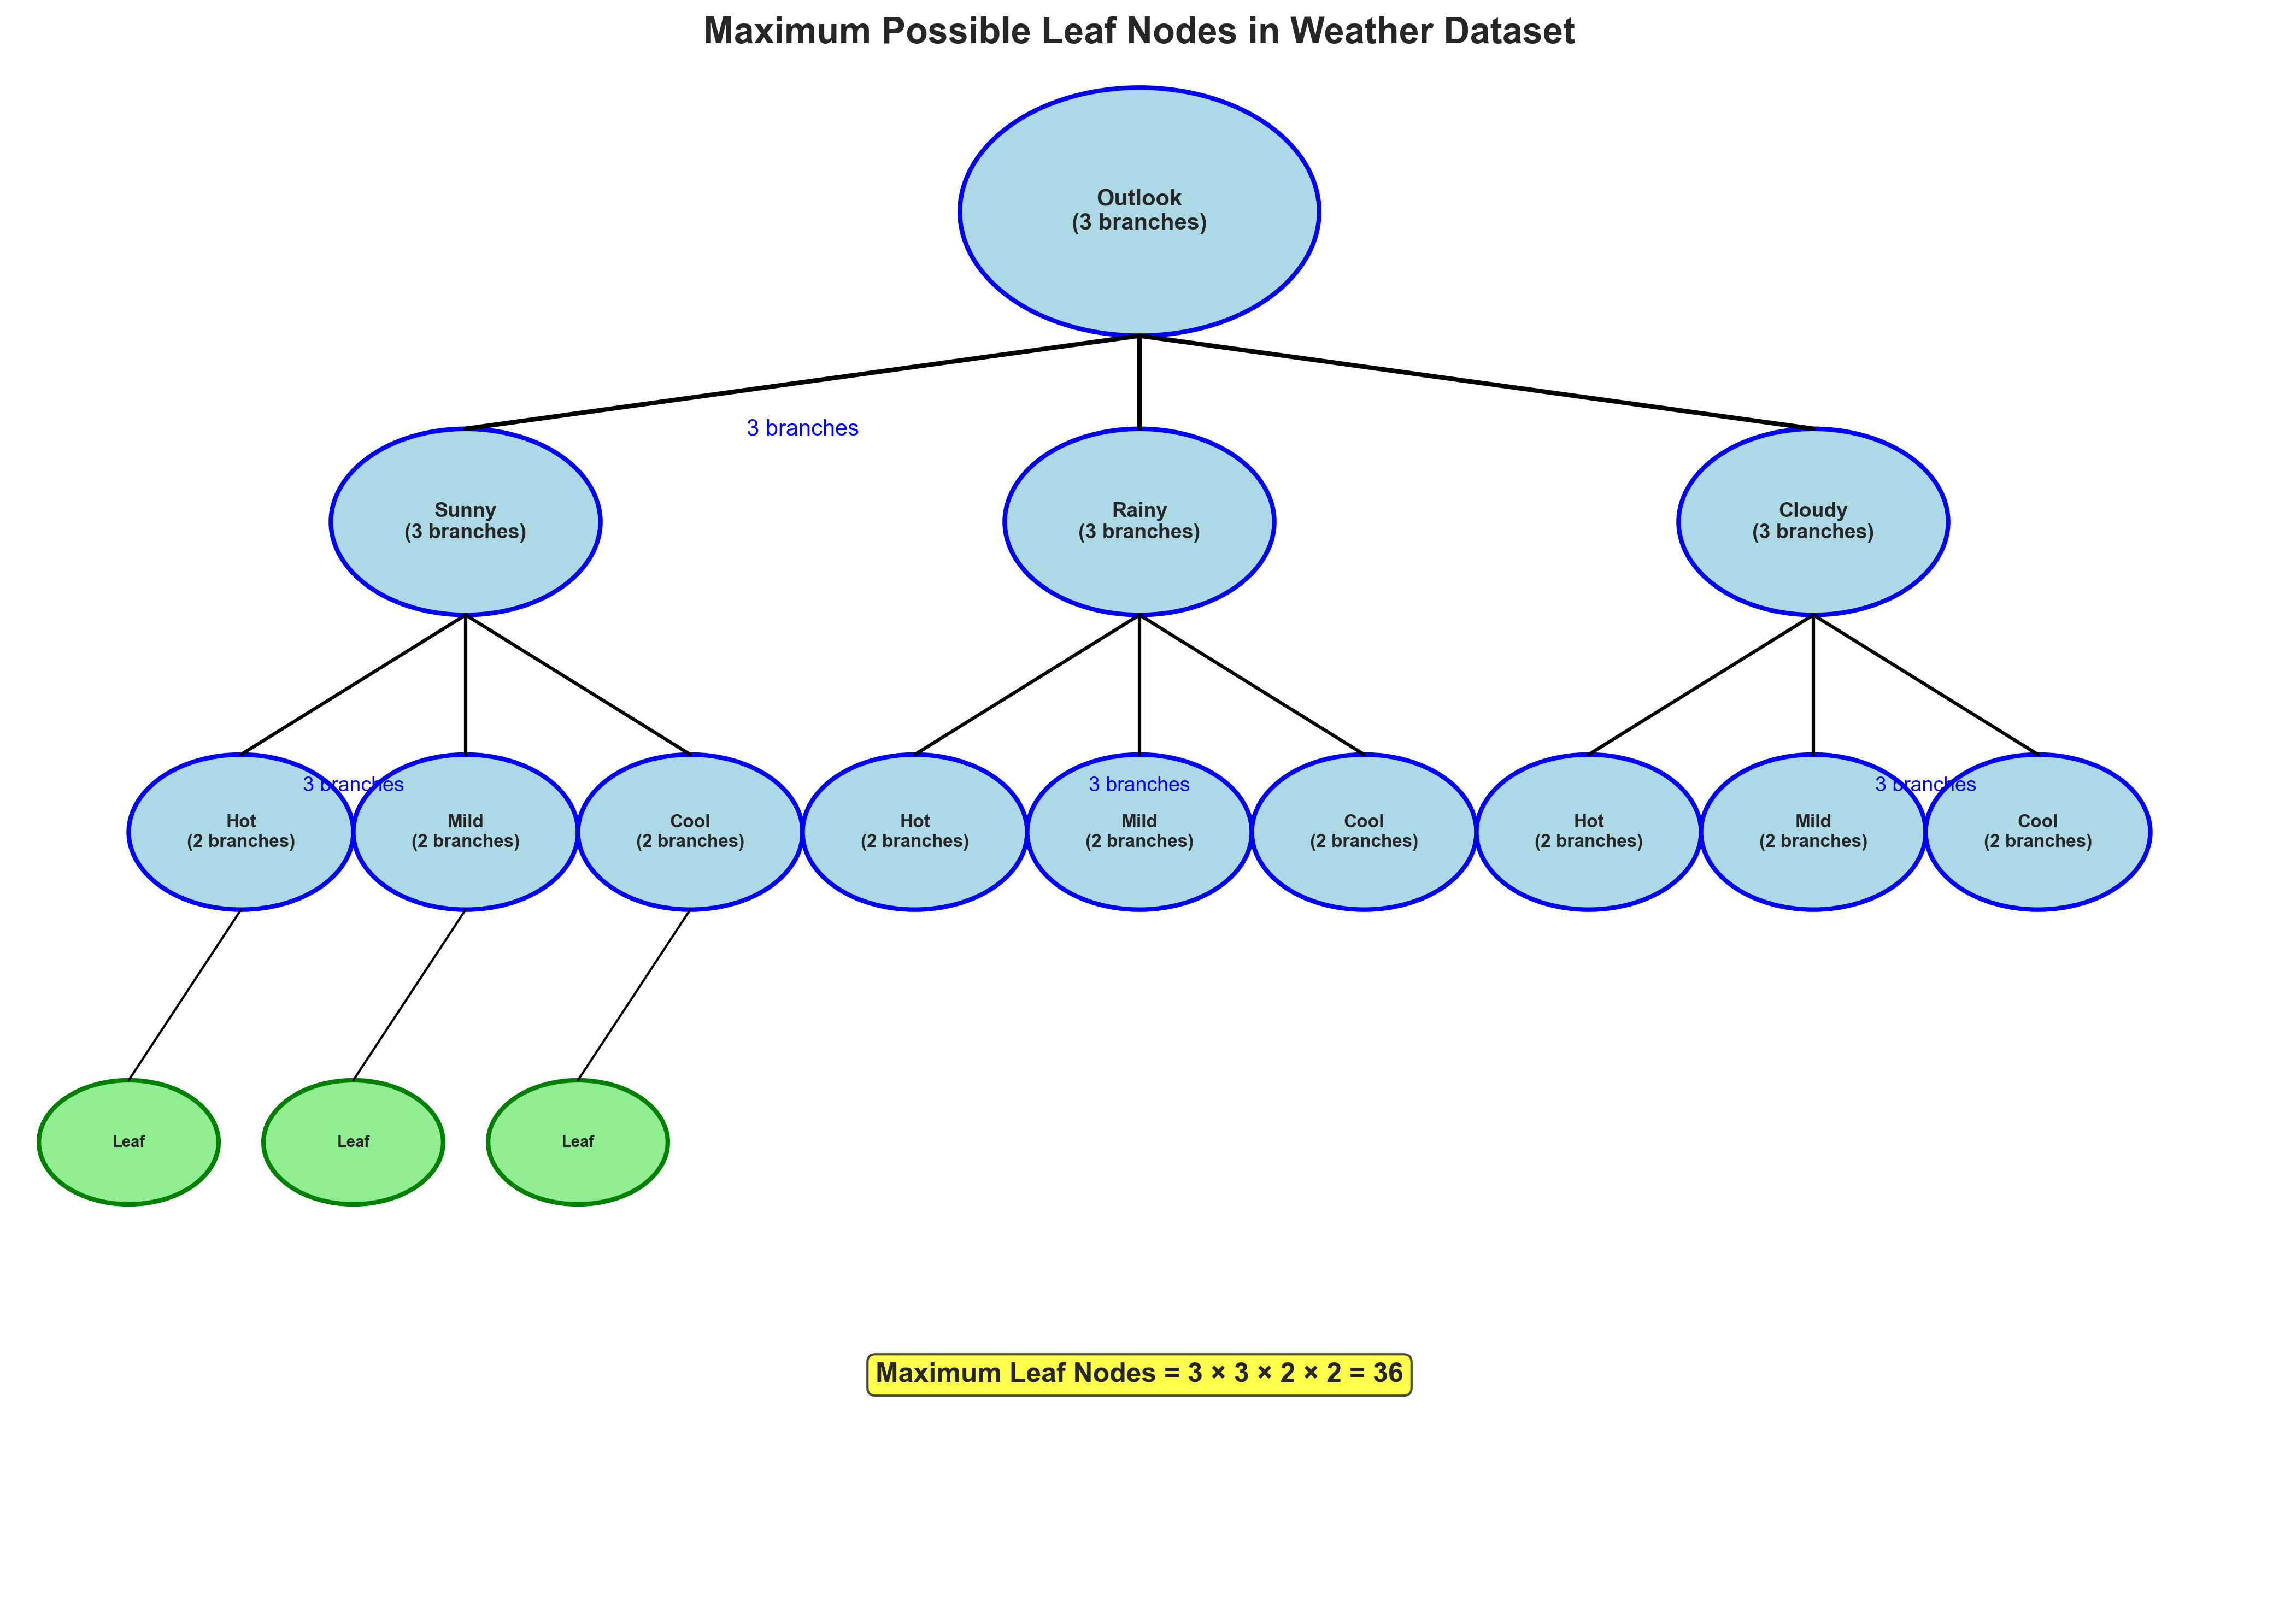 Maximum Possible Leaf Nodes in Weather Dataset
Outlook
(3 branches)
3 branches
Sunny
(3 branches)
Rainy
(3 branches)
Cloudy
(3 branches)
3 branches
3 branches
3 branches
Hot
(2 branches)
Mild
(2 branches)
Cool
(2 branches)
Hot
(2 branches)
Mild
(2 branches)
Cool
(2 branches)
Hot
(2 branches)
Mild
(2 branches)
Cool
(2 branches)
Leaf
Leaf
Leaf
Maximum Leaf Nodes = 3 × 3 × 2 × 2 = 36